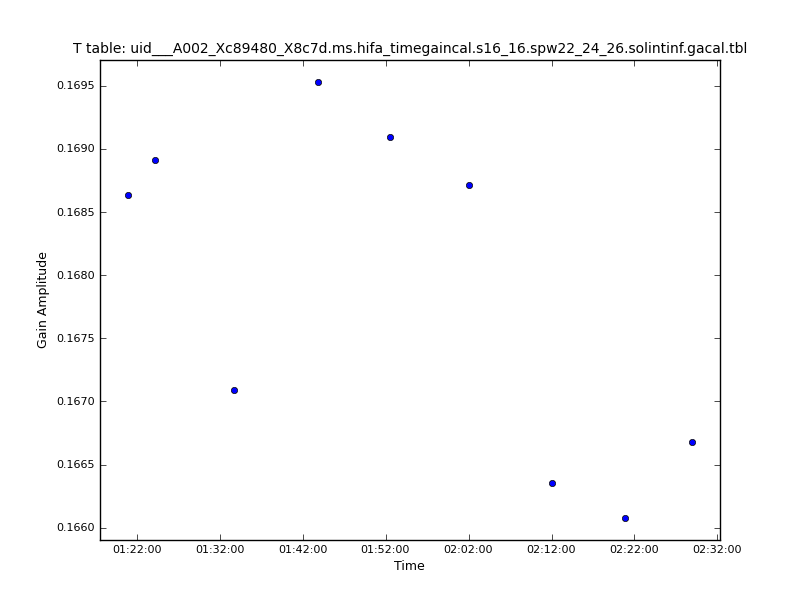 T table: uid___A002_Xc89480_X8c7d.ms.hifa_timegaincal.s16_16.spw22_24_26.solintinf.gacal.tbl
0.1695
0.1690
0.1685
0.1680
0.1675
0.1670
0.1665
0.1660
Gain Amplitude
01:22:00 01:32:00 01:42:00 01:52:00 02:02:00 02:12:00 02:22:00 02:32:00
Time